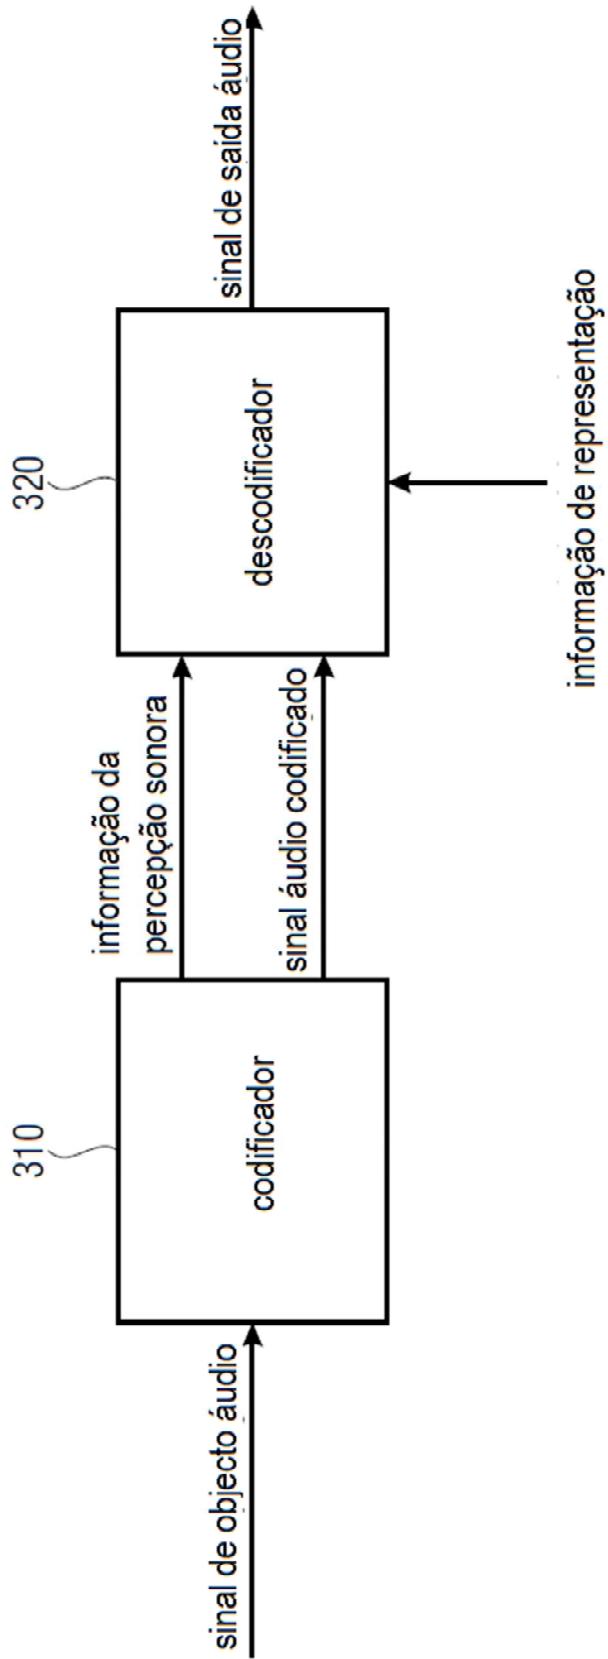 310
320
sinal de objecto áudio
codificador
informação da
percepção sonora
sinal áudio codificado
descodificador
sinal de saída áudio
informação de representação